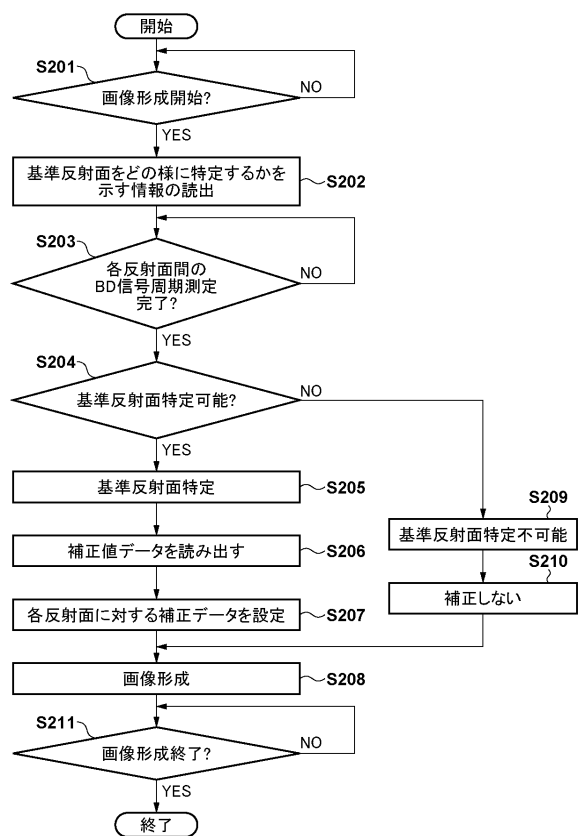 開始
S201
画像形成開始?
NO
YES
基準反射面をどの様に特定するかを
示す情報の読出
S202
S203
各反射面間の
BD信号周期測定
完了?
NO
YES
S204
基準反射面特定可能?
NO
YES
基準反射面特定
S205
S209
基準反射面特定不可能
補正値データを読み出す
S206
S210
補正しない
各反射面に対する補正データを設定
S207
画像形成
S208
S211
画像形成終了?
NO
YES
終了